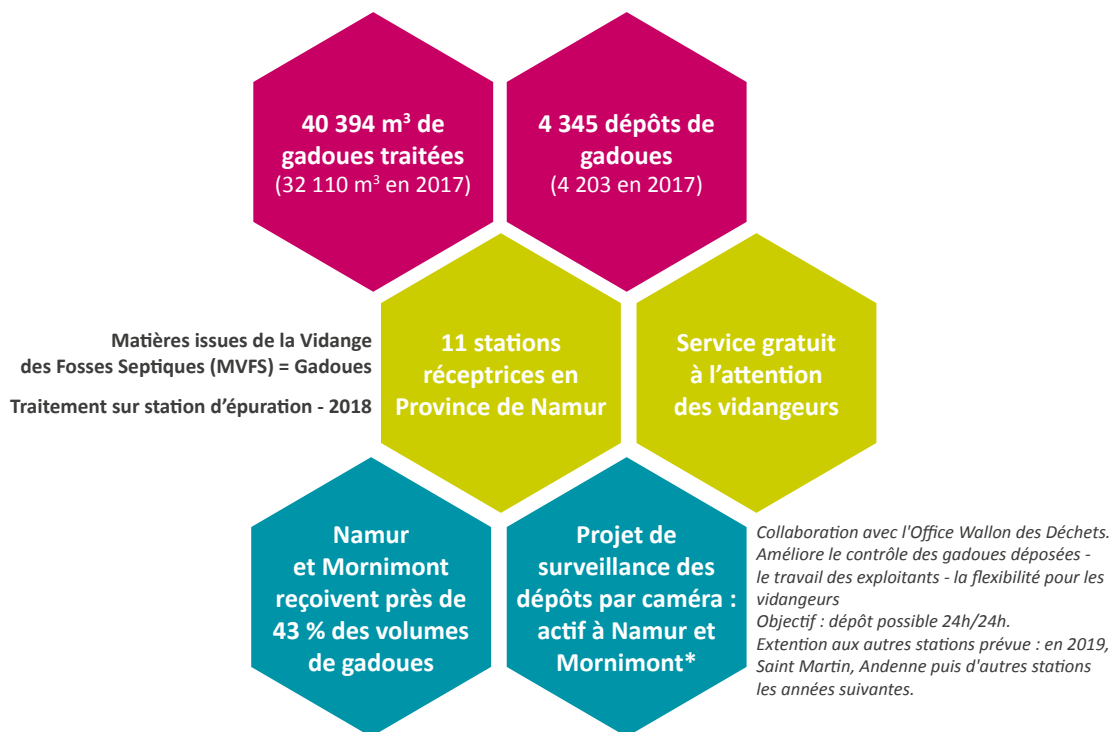 40 394 m³ de
gadoues traitées
(32 110 m³ en 2017)
4 345 dépôts de
gadoues
(4 203 en 2017)
Matières issues de la Vidange
des Fosses Septiques (MVFS) = Gadoues
Traitement sur station d'épuration - 2018
11 stations
réceptrices en
Province de Namur
Service gratuit
à l'attention
des vidangeurs
Namur
et Mornimont
reçoivent près de
43 % des volumes
de gadoues
Projet de
surveillance des
dépôts par caméra :
actif à Namur et
Mornimont*
Collaboration avec l'Office Wallon des Déchets.
Améliore le contrôle des gadoues déposées -
le travail des exploitants - la flexibilité pour les
vidangeurs
Objectif : dépôt possible 24h/24h.
Extention aux autres stations prévue : en 2019,
Saint Martin, Andenne puis d'autres stations
les années suivantes.